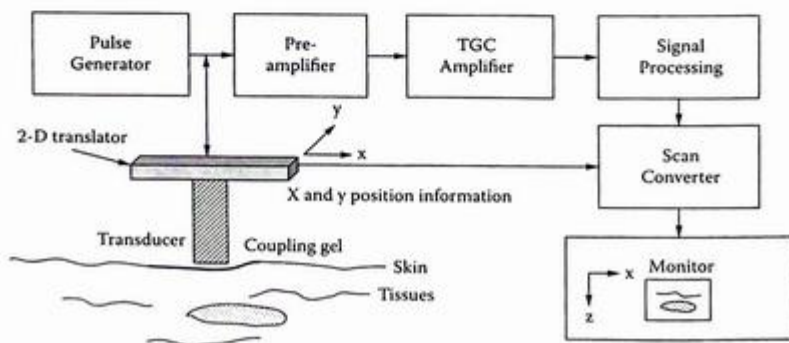 Pulse
Generator
Pre-
amplifier
TGC
Amplifier
Signal
Processing
y
x
2-D translator
Scan
Converter
X and y position information
Transducer
Coupling gel
Skin
Monitor
x
Tissues
z